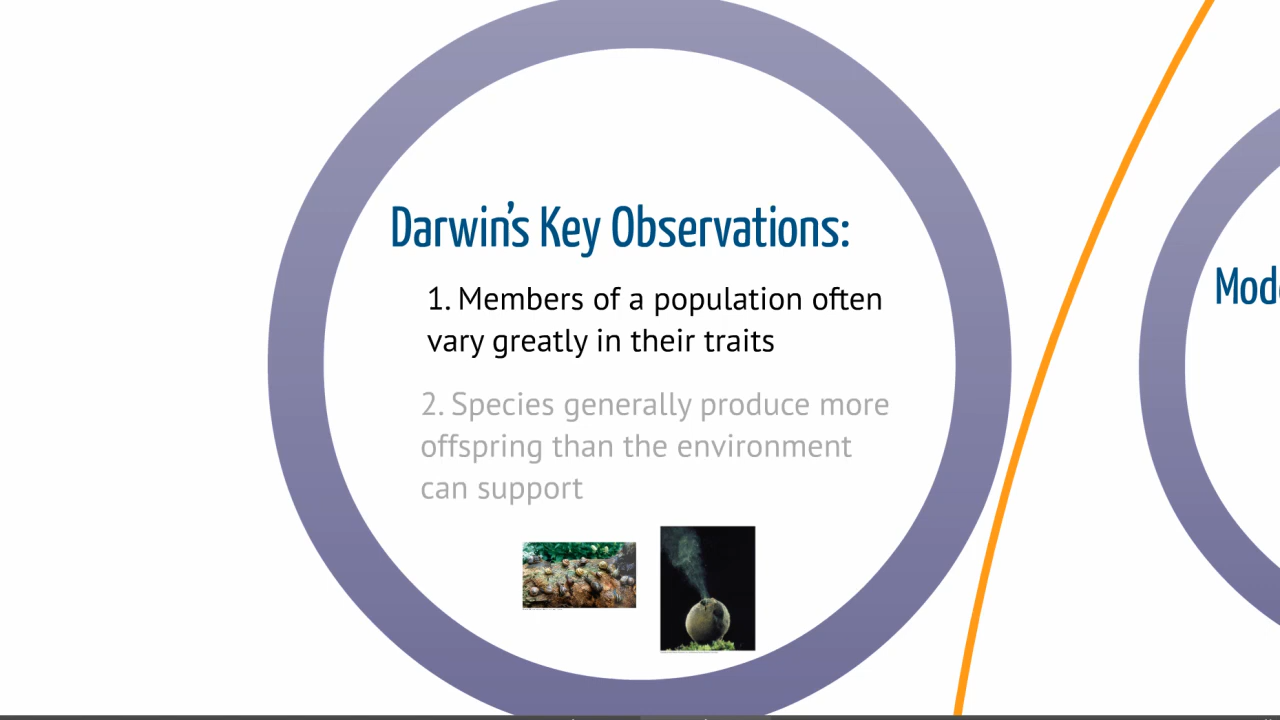 Darwin's Key Observations:
1. Members of a population often
vary greatly in their traits
2. Species generally produce more
offspring than the environment
can support